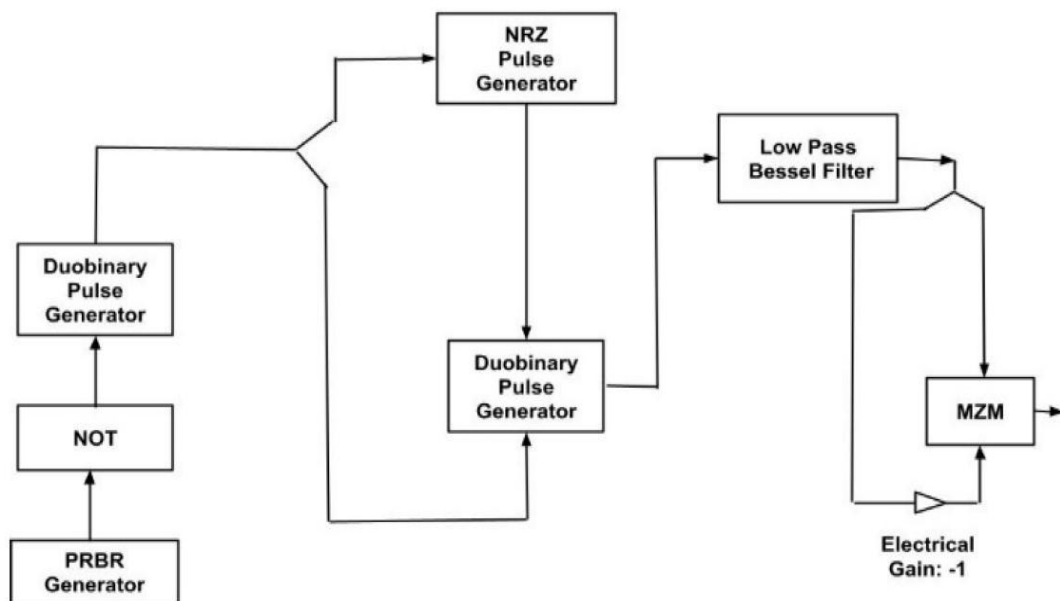 NRZ
Pulse
Generator
Low Pass
Bessel Filter
Duobinary
Pulse
Generator
Duobinary
Pulse
Generator
MZM
NOT
PRBR
Generator
Electrical
Gain: -1